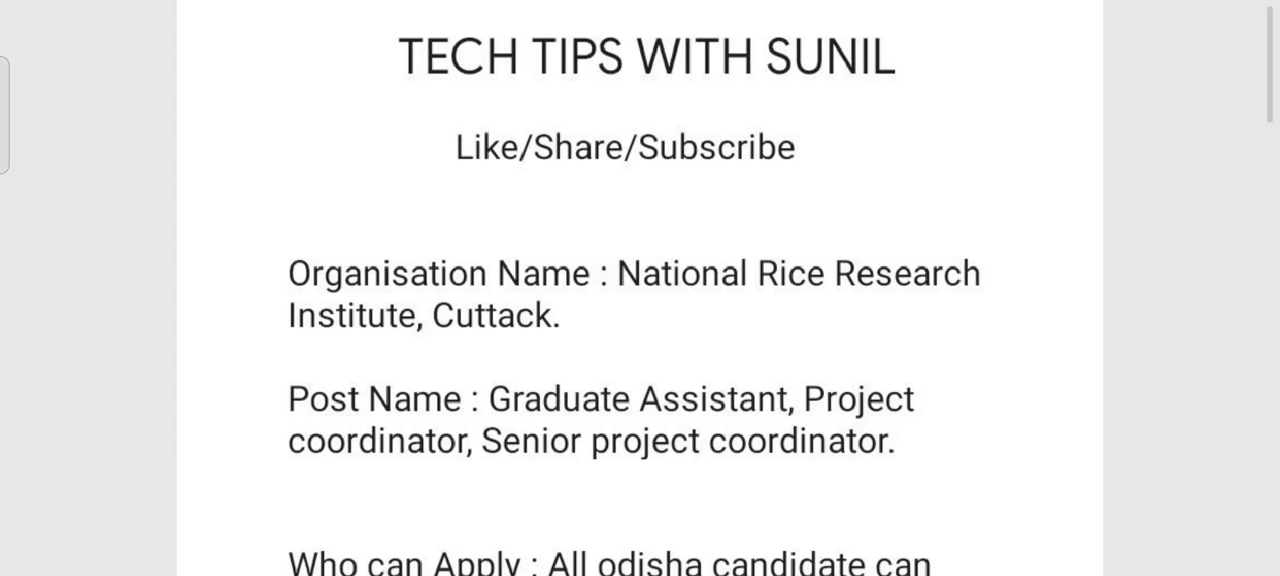 TECH TIPS WITH SUNIL
Like/Share/Subscribe
Organisation Name : National Rice Research
Institute, Cuttack.
Post Name : Graduate Assistant, Project
coordinator, Senior project coordinator.
Who can Apply : All odisha candidate can